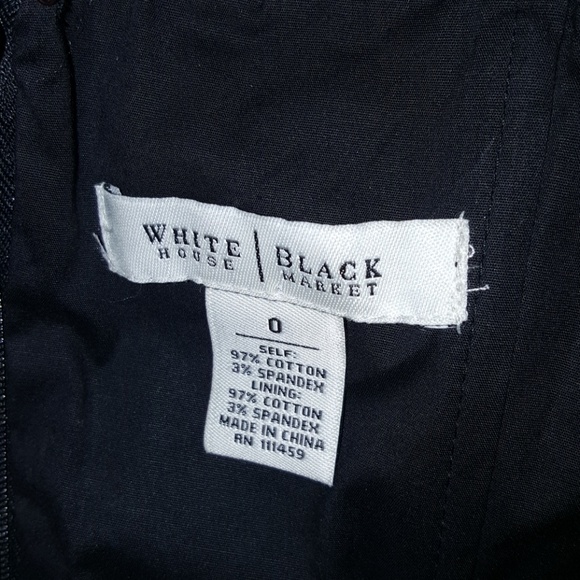 WHITE | BLACK
HOUSE MARKET
0
SELF:
97% COTTON
3% SPANDEX
LINING:
97% COTTON
3% SPANDEX
MADE IN CHINA
RN 111459